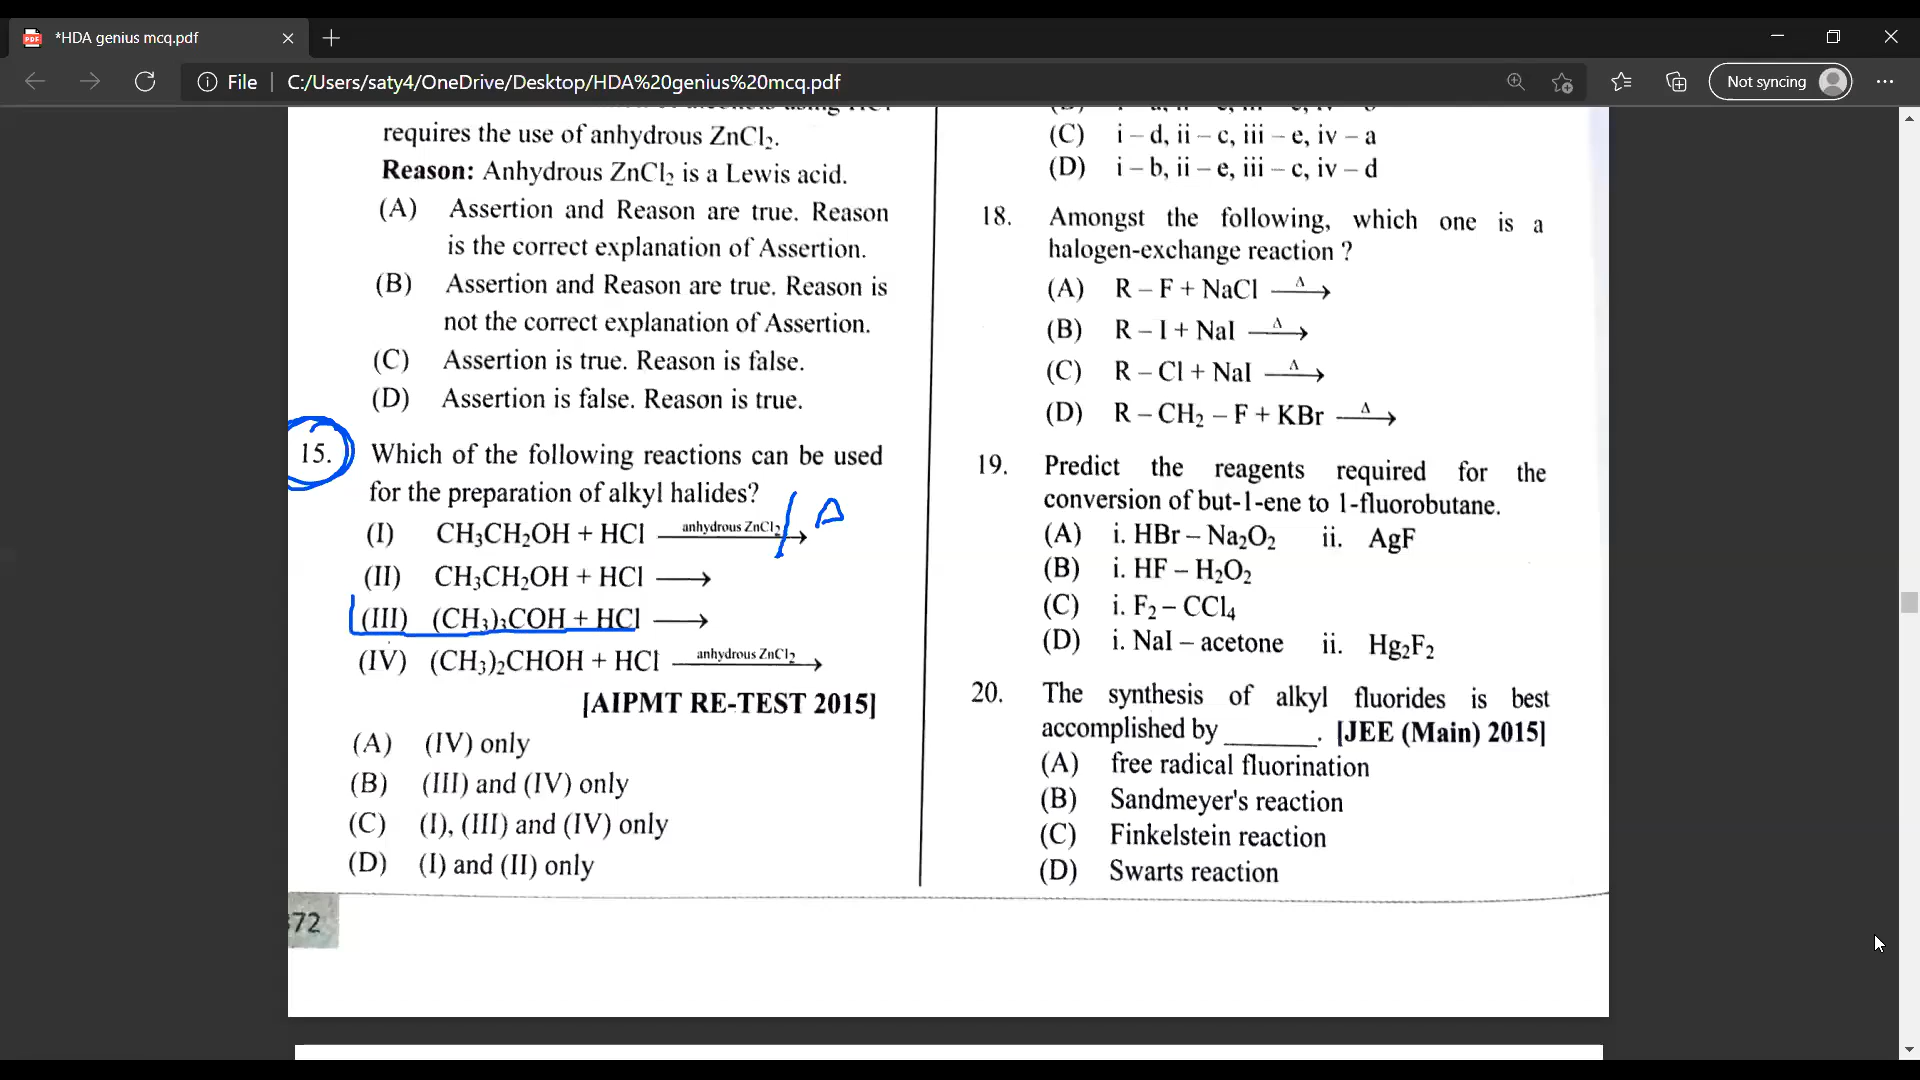 *HDA genius mcq.pdf
File | C:/Users/saty4/OneDrive/Desktop/HDA%20genius%20mcq.pdf
Not syncing
requires the use of anhydrous ZnCl₂.
Reason: Anhydrous ZnCl₂ is a Lewis acid.
(A) Assertion and Reason are true. Reason
is the correct explanation of Assertion.
(B) Assertion and Reason are true. Reason is
not the correct explanation of Assertion.
(C) Assertion is true. Reason is false.
(D) Assertion is false. Reason is true.
15. Which of the following reactions can be used
for the preparation of alkyl halides?
(I) CH₃CH₂OH + HCl anhydrous ZnCl₂ ⟶ / Δ
(II) CH₃CH₂OH + HCl ⟶
(III) (CH₃)₃COH + HCl ⟶
(IV) (CH₃)₂CHOH + HCl anhydrous ZnCl₂ ⟶
[AIPMT RE-TEST 2015]
(A) (IV) only
(B) (III) and (IV) only
(C) (I), (III) and (IV) only
(D) (I) and (II) only
72
(C) i – d, ii – c, iii – e, iv – a
(D) i – b, ii – e, iii – c, iv – d
18. Amongst the following, which one is a
halogen-exchange reaction ?
(A) R – F + NaCl Δ ⟶
(B) R – I + NaI Δ ⟶
(C) R – Cl + NaI Δ ⟶
(D) R – CH₂ – F + KBr Δ ⟶
19. Predict the reagents required for the
conversion of but-1-ene to 1-fluorobutane.
(A) i. HBr – Na₂O₂ ii. AgF
(B) i. HF – H₂O₂
(C) i. F₂ – CCl₄
(D) i. NaI – acetone ii. Hg₂F₂
20. The synthesis of alkyl fluorides is best
accomplished by ______. [JEE (Main) 2015]
(A) free radical fluorination
(B) Sandmeyer's reaction
(C) Finkelstein reaction
(D) Swarts reaction